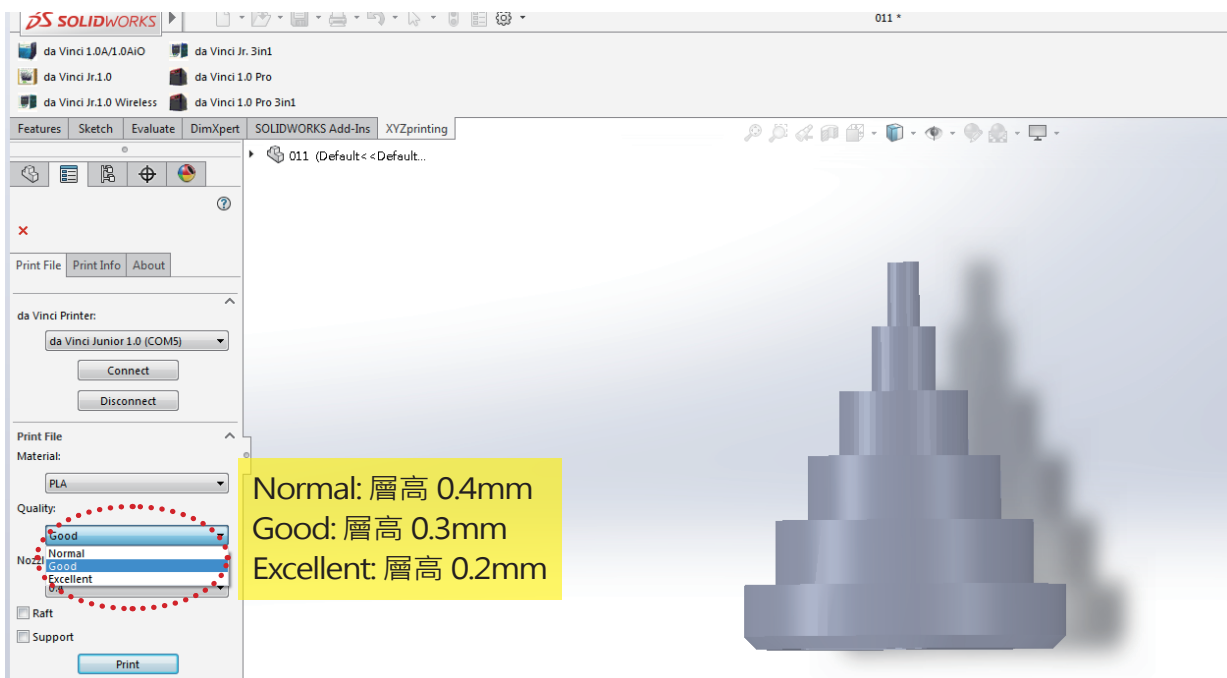 SOLIDWORKS
011 *
da Vinci 1.0A/1.0AiO da Vinci Jr. 3in1
da Vinci Jr.1.0 da Vinci 1.0 Pro
da Vinci Jr.1.0 Wireless da Vinci 1.0 Pro 3in1
Features Sketch Evaluate DimXpert SOLIDWORKS Add-Ins XYZprinting
011 (Default<<Default...
Print File Print Info About
da Vinci Printer:
da Vinci Junior 1.0 (COM5)
Connect
Disconnect
Print File
Material:
PLA
Quality:
Good
Normal
Good
Excellent
0.4
Raft
Support
Print
Normal: 層高 0.4mm
Good: 層高 0.3mm
Excellent: 層高 0.2mm